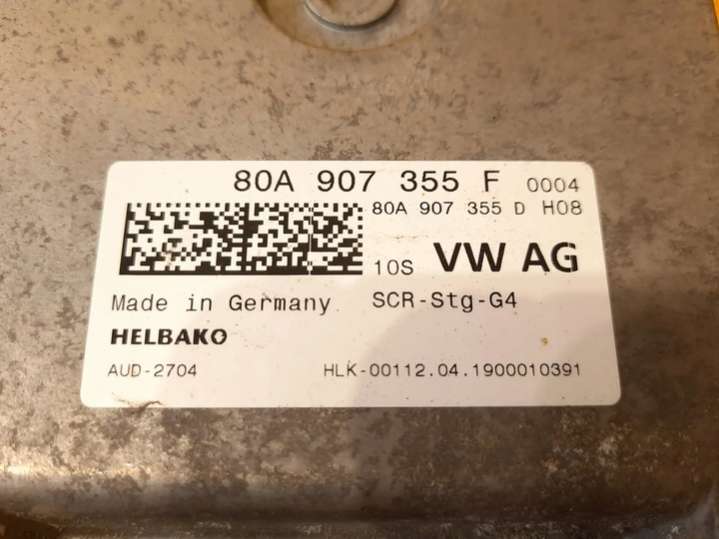 80A 907 355 F 0004
80A 907 355 D H08
10S VW AG
Made in Germany SCR-Stg-G4
HELBAKO
AUD-2704 HLK-00112.04.1900010391